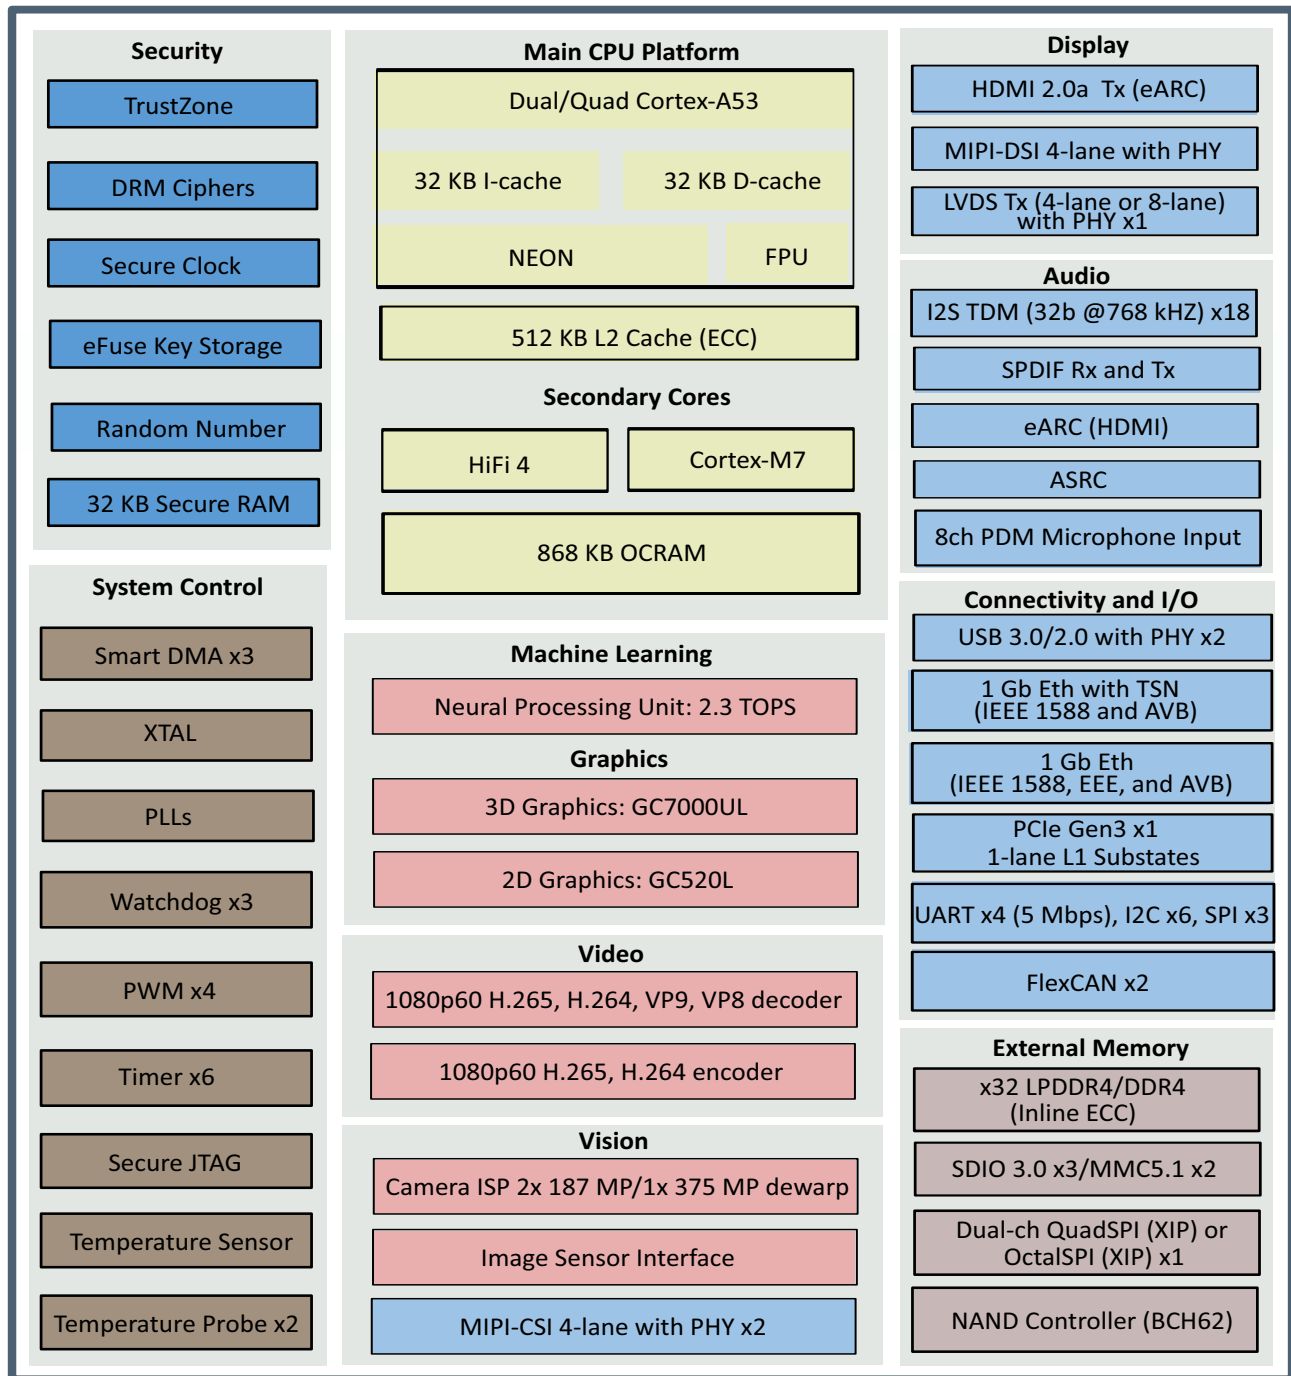 Security
TrustZone
DRM Ciphers
Secure Clock
eFuse Key Storage
Random Number
32 KB Secure RAM
System Control
Smart DMA x3
XTAL
PLLs
Watchdog x3
PWM x4
Timer x6
Secure JTAG
Temperature Sensor
Temperature Probe x2
Main CPU Platform
Dual/Quad Cortex-A53
32 KB I-cache
32 KB D-cache
NEON
FPU
512 KB L2 Cache (ECC)
Secondary Cores
HiFi 4
Cortex-M7
868 KB OCRAM
Machine Learning
Neural Processing Unit: 2.3 TOPS
Graphics
3D Graphics: GC7000UL
2D Graphics: GC520L
Video
1080p60 H.265, H.264, VP9, VP8 decoder
1080p60 H.265, H.264 encoder
Vision
Camera ISP 2x 187 MP/1x 375 MP dewarp
Image Sensor Interface
MIPI-CSI 4-lane with PHY x2
Display
HDMI 2.0a Tx (eARC)
MIPI-DSI 4-lane with PHY
LVDS Tx (4-lane or 8-lane)
with PHY x1
Audio
I2S TDM (32b @768 kHZ) x18
SPDIF Rx and Tx
eARC (HDMI)
ASRC
8ch PDM Microphone Input
Connectivity and I/O
USB 3.0/2.0 with PHY x2
1 Gb Eth with TSN
(IEEE 1588 and AVB)
1 Gb Eth
(IEEE 1588, EEE, and AVB)
PCIe Gen3 x1
1-lane L1 Substates
UART x4 (5 Mbps), I2C x6, SPI x3
FlexCAN x2
External Memory
x32 LPDDR4/DDR4
(Inline ECC)
SDIO 3.0 x3/MMC5.1 x2
Dual-ch QuadSPI (XIP) or
OctalSPI (XIP) x1
NAND Controller (BCH62)